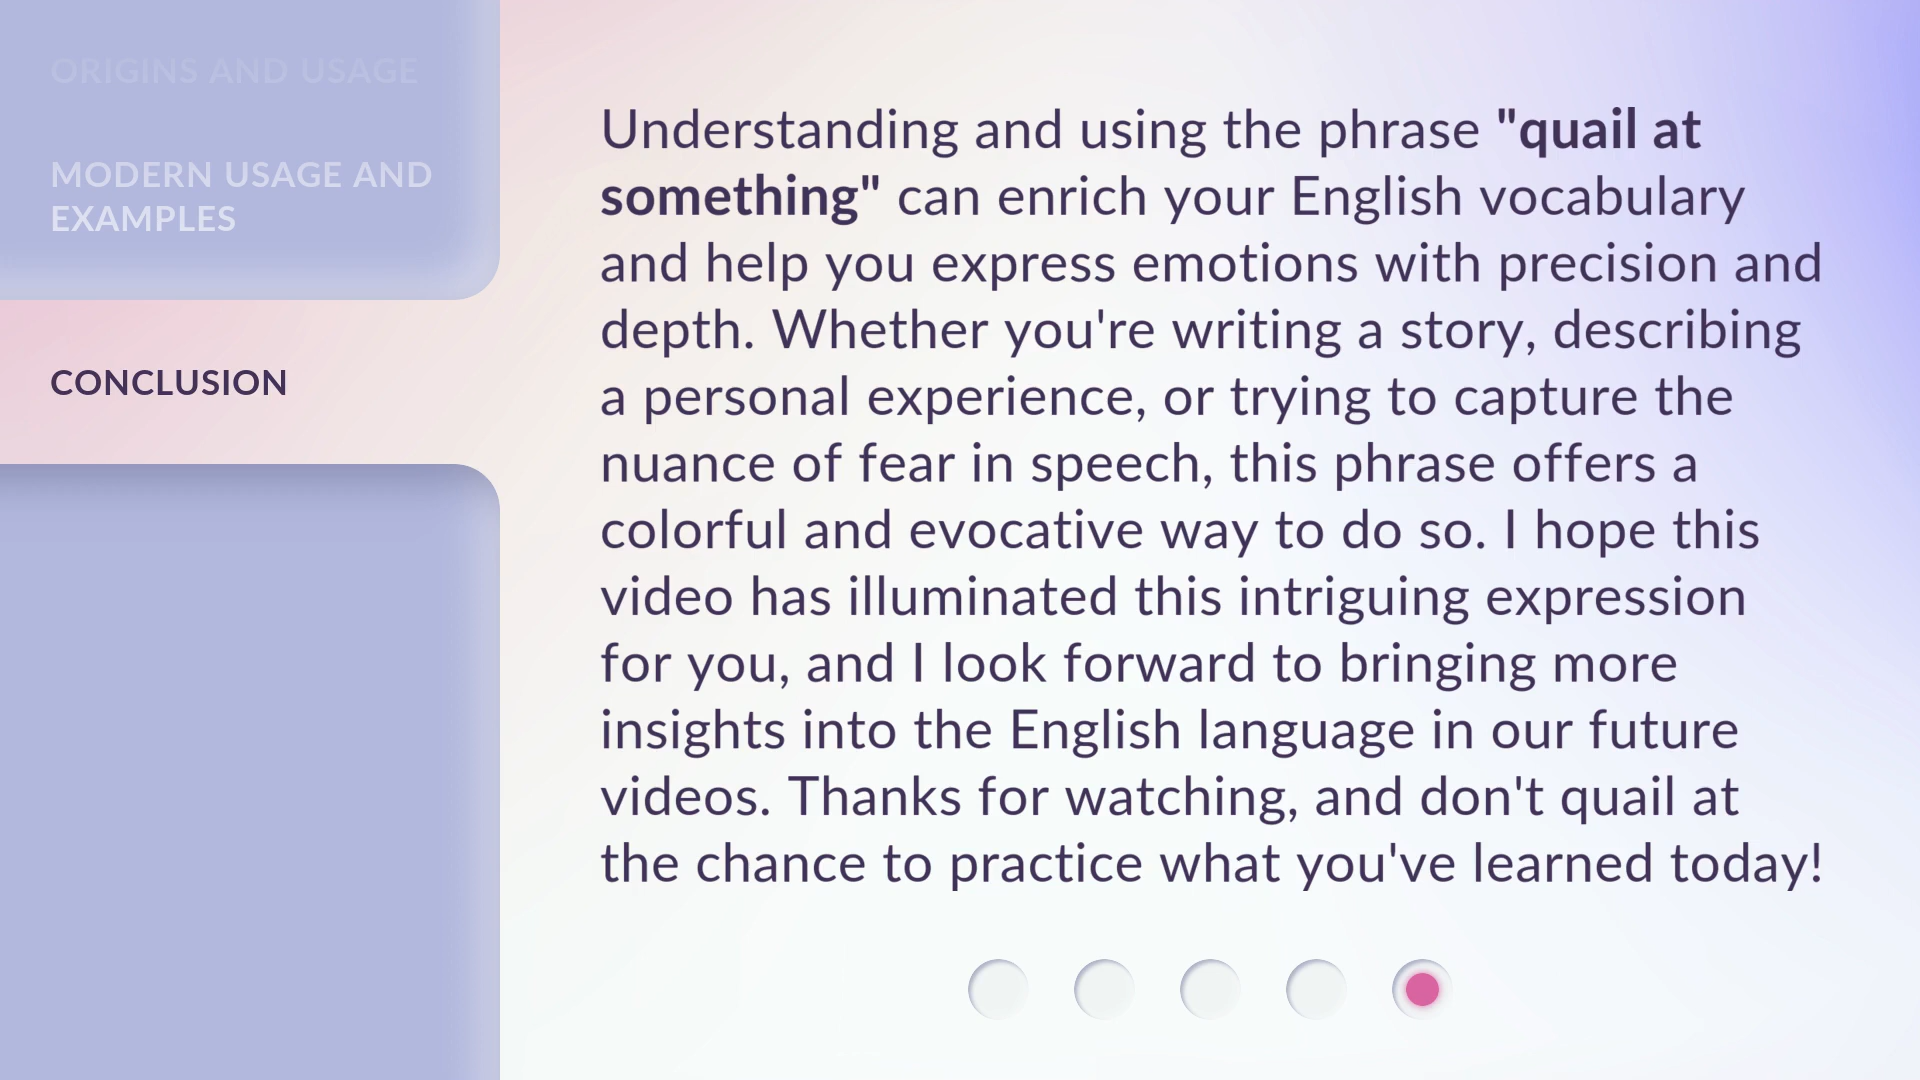 ORIGINS AND USAGE
MODERN USAGE AND
EXAMPLES
CONCLUSION
Understanding and using the phrase "quail at
something" can enrich your English vocabulary
and help you express emotions with precision and
depth. Whether you're writing a story, describing
a personal experience, or trying to capture the
nuance of fear in speech, this phrase offers a
colorful and evocative way to do so. I hope this
video has illuminated this intriguing expression
for you, and I look forward to bringing more
insights into the English language in our future
videos. Thanks for watching, and don't quail at
the chance to practice what you've learned today!